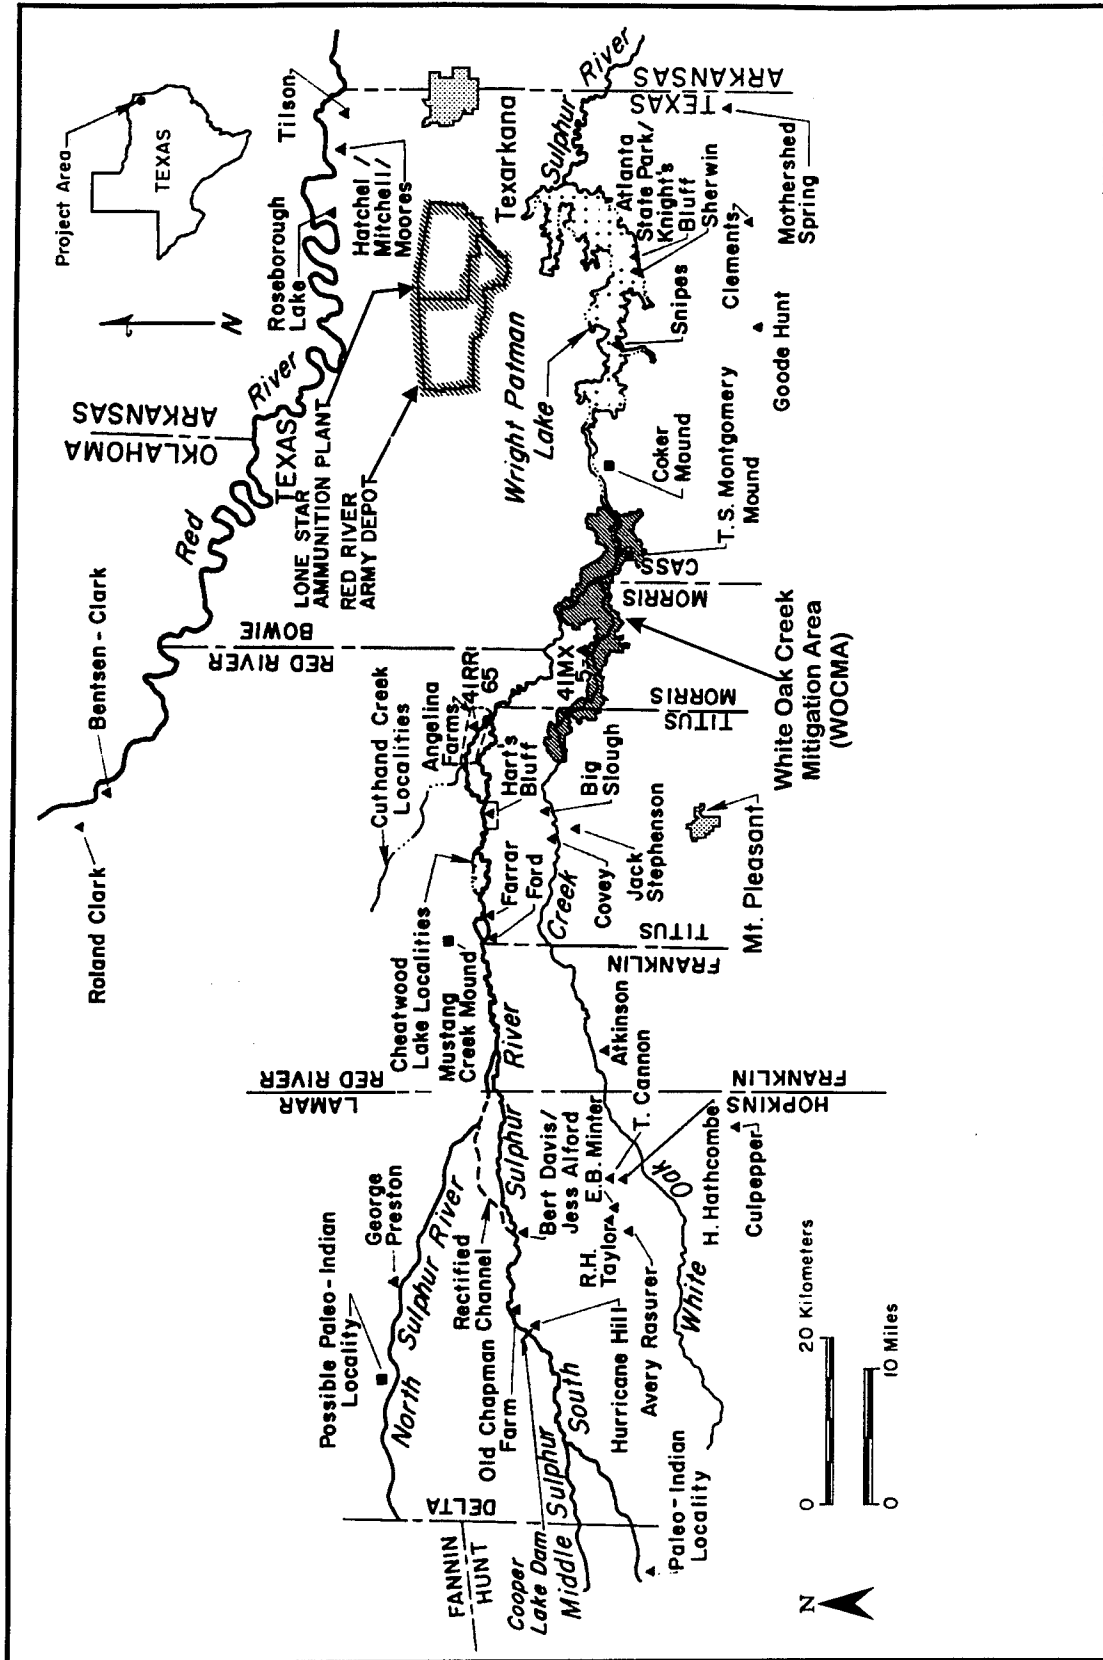 Project Area
TEXAS
N
Roland Clark
Bentsen - Clark
Red
River
OKLAHOMA
ARKANSAS
TEXAS
Roseborough
Lake
Tilson
Hatchel/
Mitchell/
Moores
LONE STAR
AMMUNITION PLANT
RED RIVER
ARMY DEPOT
Texarkana
Sulphur
River
TEXAS
ARKANSAS
Possible Paleo-Indian
Locality
George
Preston
North Sulphur River
LAMAR
RED RIVER
RED RIVER
BOWIE
Cuthand Creek
Localities
Cheatwood
Lake Localities
Mustang
Creek Mound
Angelina
Farms
41RR
65
Hart's
Bluff
Farrar
Ford
Rectified
Channel
Old Chapman
Farm
FANNIN
HUNT
DELTA
Cooper
Lake Dam
Middle Sulphur
South
Sulphur
River
Bert Davis/
Jess Alford
E.B. Minter
T. Cannon
R.H.
Taylor
Hurricane Hill
Avery Rasurer
H. Hathcombe
Culpepper
Paleo-Indian
Locality
White
Oak
Creek
HOPKINS
FRANKLIN
Atkinson
FRANKLIN
TITUS
Covey
Jack
Stephenson
Big
Slough
Mt. Pleasant
TITUS
MORRIS
41MX
5
MORRIS
CASS
White Oak Creek
Mitigation Area
(WOCMA)
T.S. Montgomery
Mound
Coker
Mound
Wright Patman
Lake
Snipes
Atlanta
State Park/
Knight's
Bluff
Sherwin
Clements
Goode Hunt
Mothershed
Spring
N
0
20 Kilometers
0
10 Miles